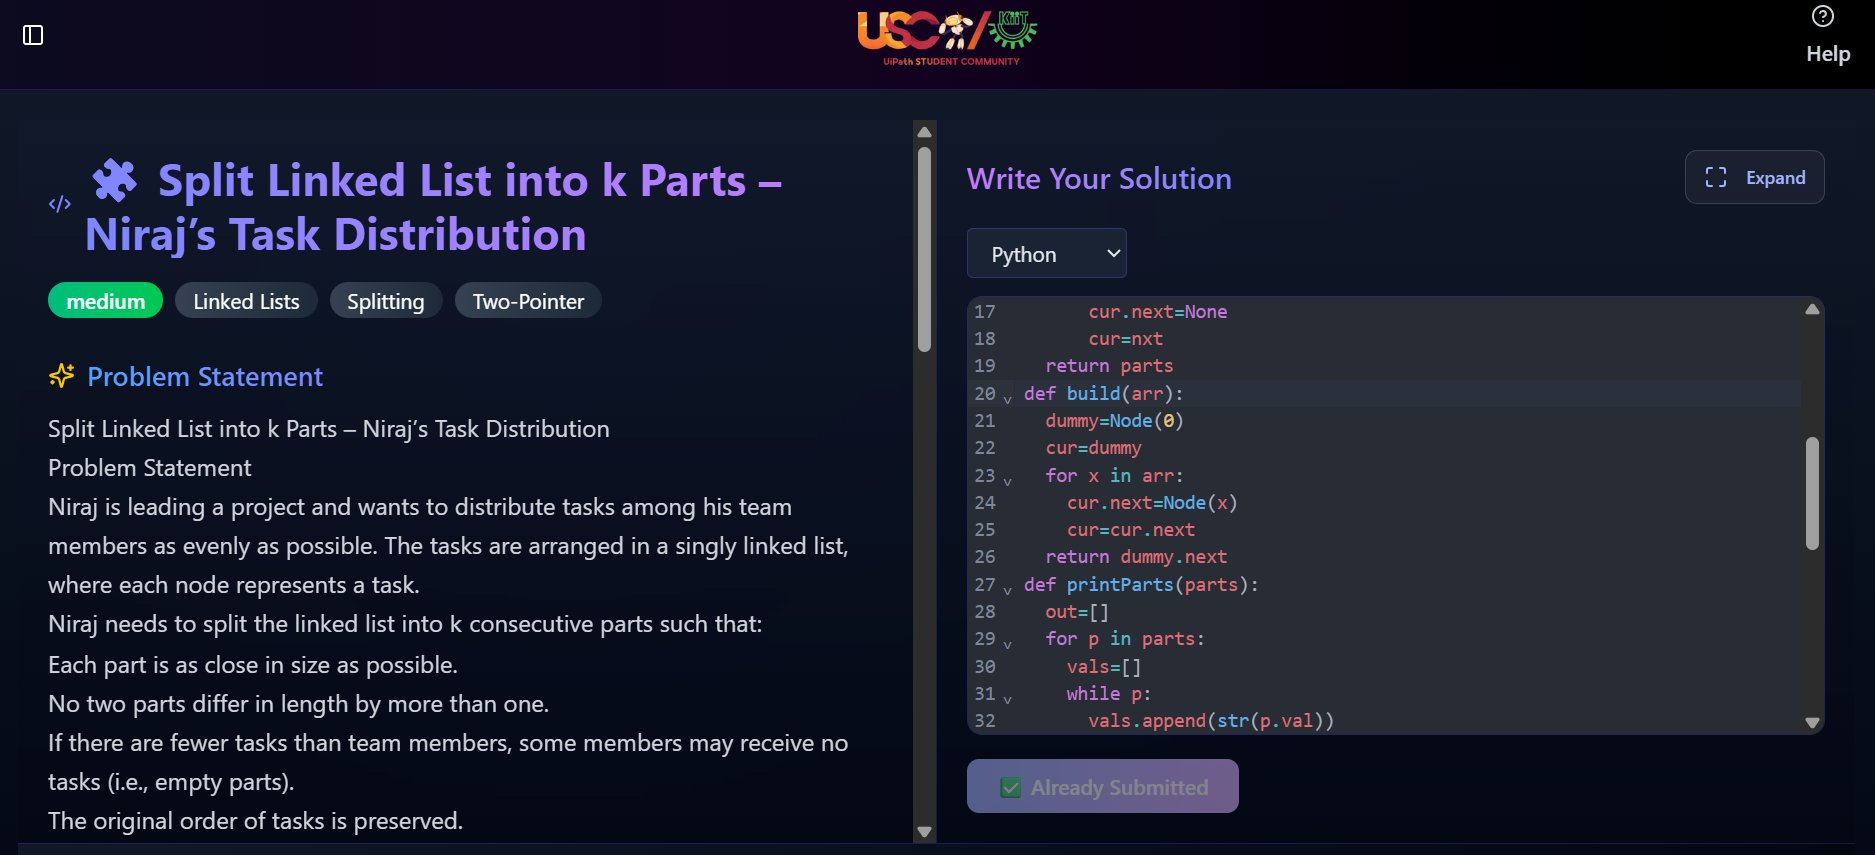 USC/KIIT
UiPath STUDENT COMMUNITY
Help
</> Split Linked List into k Parts –
Niraj’s Task Distribution
medium Linked Lists Splitting Two-Pointer
Problem Statement
Split Linked List into k Parts – Niraj’s Task Distribution
Problem Statement
Niraj is leading a project and wants to distribute tasks among his team
members as evenly as possible. The tasks are arranged in a singly linked list,
where each node represents a task.
Niraj needs to split the linked list into k consecutive parts such that:
Each part is as close in size as possible.
No two parts differ in length by more than one.
If there are fewer tasks than team members, some members may receive no
tasks (i.e., empty parts).
The original order of tasks is preserved.
Write Your Solution
Expand
Python
17 cur.next=None
18 cur=nxt
19 return parts
20 def build(arr):
21 dummy=Node(0)
22 cur=dummy
23 for x in arr:
24 cur.next=Node(x)
25 cur=cur.next
26 return dummy.next
27 def printParts(parts):
28 out=[]
29 for p in parts:
30 vals=[]
31 while p:
32 vals.append(str(p.val))
✅ Already Submitted